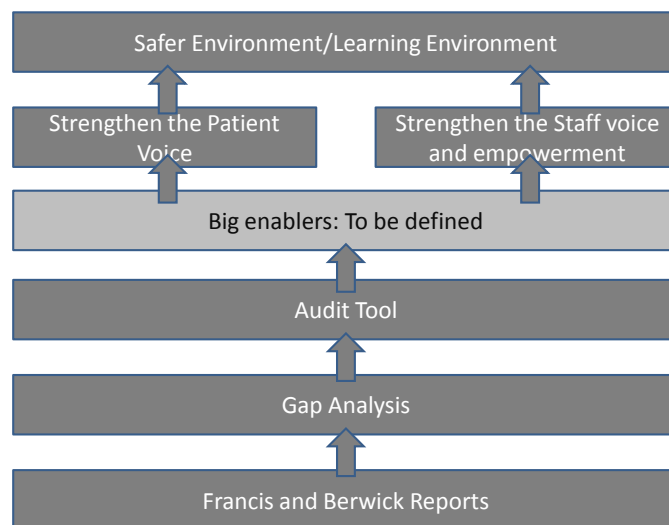 Safer Environment/Learning Environment
Strengthen the Patient
Voice
Strengthen the Staff voice
and empowerment
Big enablers: To be defined
Audit Tool
Gap Analysis
Francis and Berwick Reports